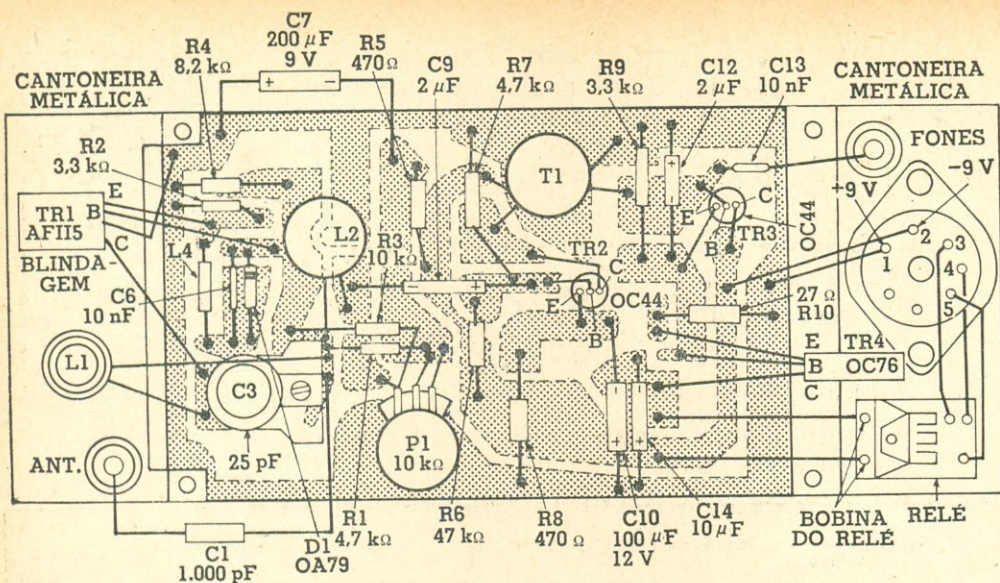 C7
200 µF
9 V
R4
8,2 kΩ
R5
470Ω
C9
2 µF
R7
4,7 kΩ
R9
3,3 kΩ
C12
2 µF
C13
10 nF
CANTONEIRA
METÁLICA
CANTONEIRA
METÁLICA
R2
3,3 kΩ
FONES
+9 V
-9 V
TR1
AF115
E
B
C
BLINDA-
GEM
L4
L2
T1
E
C
B
TR3
OC44
2
3
1
4
5
R3
10 kΩ
TR2
C
E
B
OC44
C6
10 nF
27 Ω
R10
L1
C3
E
B
C
TR4
OC76
25 pF
P1
10 kΩ
ANT.
C1
1.000 pF
D1
OA79
R1
4,7 kΩ
R6
47 kΩ
R8
470 Ω
C10
100 µF
12 V
C14
10 µF
BOBINA
DO RELÉ
RELÉ
+
−
−
+
+
+
+